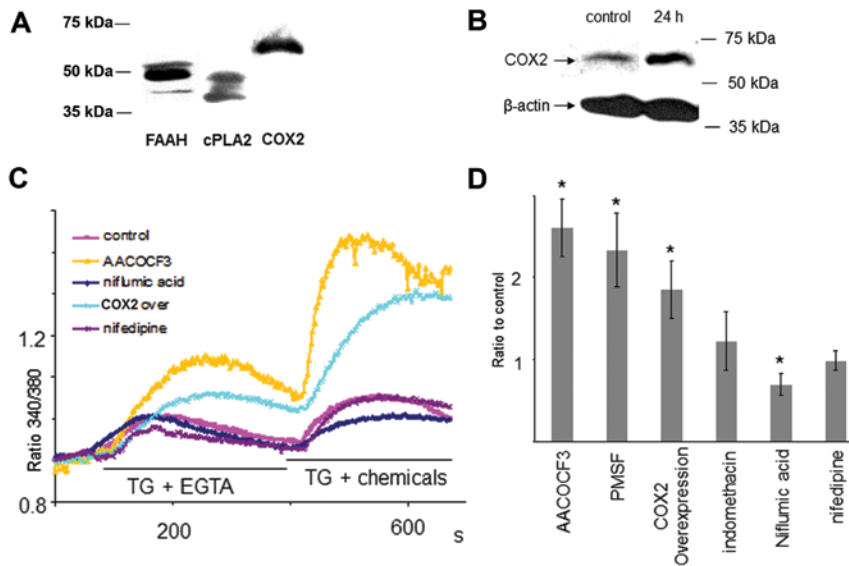 A
75 kDa
50 kDa
35 kDa
FAAH cPLA2 COX2
B
control 24 h
COX2
β-actin
75 kDa
50 kDa
35 kDa
C
control
AACOCF3
niflumic acid
COX2 over
nifedipine
Ratio 340/380
1.2
0.8
TG + EGTA
TG + chemicals
200
600
s
D
Ratio to control
2
1
*
*
*
*
AACOCF3
PMSF
COX2
Overexpression
indomethacin
Niflumic acid
nifedipine